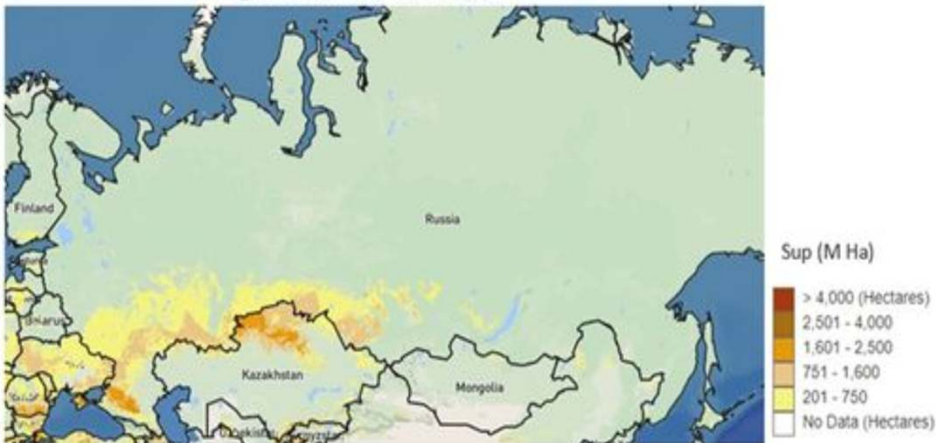 Finland
Russia
Kazakhstan
Mongolia
Sup (M Ha)
> 4,000 (Hectares)
2,501 - 4,000
1,601 - 2,500
751 - 1,600
201 - 750
No Data (Hectares)